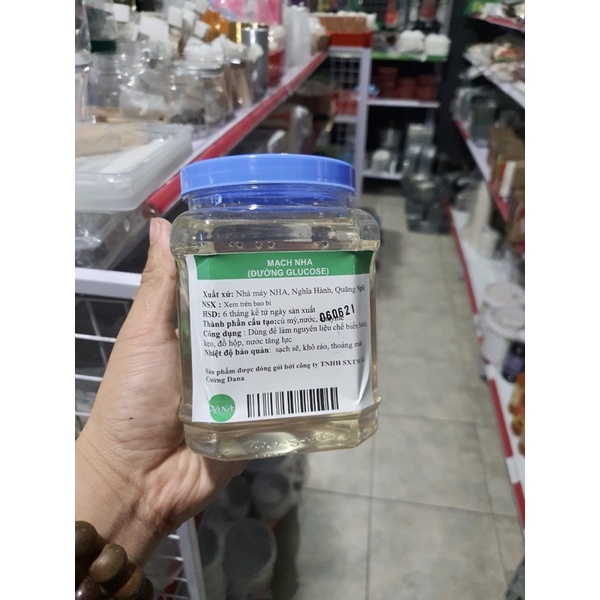 MẠCH NHA
(ĐƯỜNG GLUCOSE)
Xuất xứ: Nhà máy NHA, Nghĩa Hành, Quãng Ngãi
NSX : Xem trên bao bì
HSD: 6 tháng kể từ ngày sản xuất
060621
Thành phần cấu tạo:củ mỳ,nước,
Công dụng : Dùng để làm nguyên liệu chế biến
kẹo, đồ hộp, nước tăng lực
Nhiệt độ bảo quản: sạch sẽ, khô ráo, thoáng mát
Sản phẩm được đóng gói bởi công ty TNHH SXTM
Cường Dana
DANA